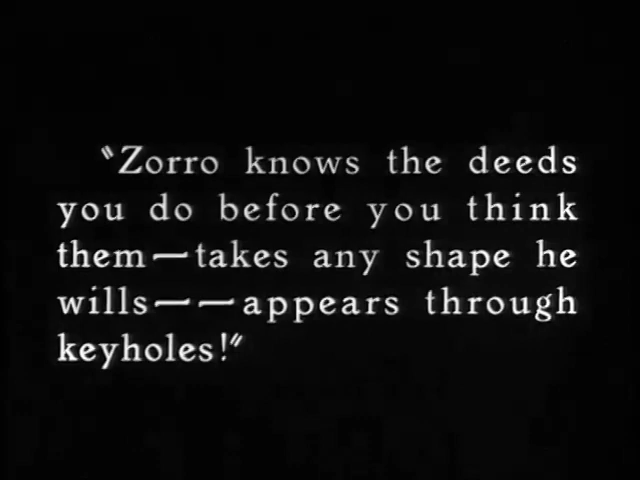 "Zorro knows the deeds
you do before you think
them—takes any shape he
wills——appears through
keyholes!"